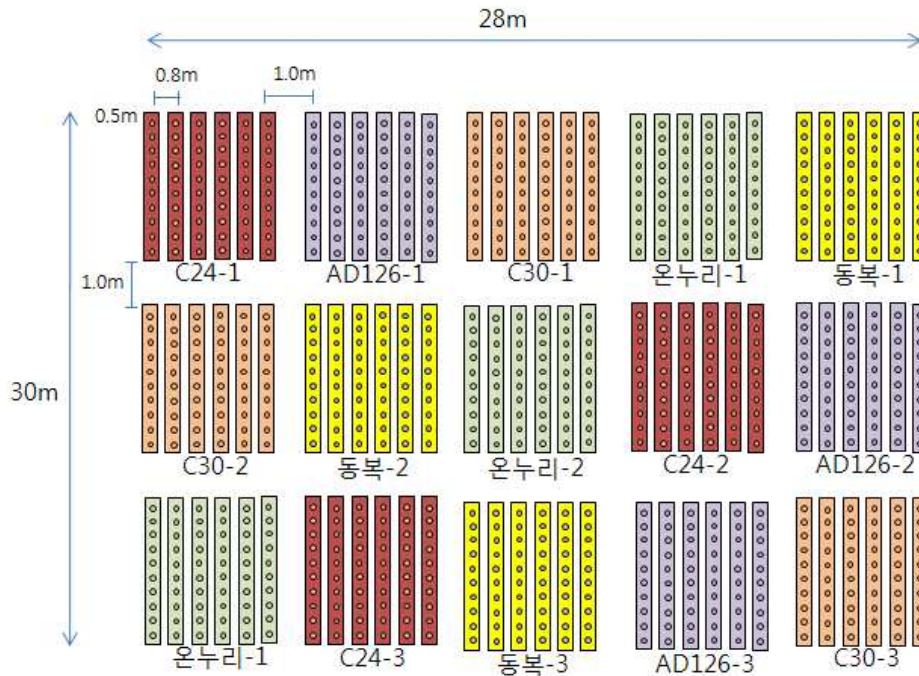 28m
0.8m
1.0m
0.5m
C24-1
AD126-1
C30-1
온누리-1
동복-1
1.0m
30m
C30-2
동복-2
온누리-2
C24-2
AD126-2
온누리-1
C24-3
동복-3
AD126-3
C30-3